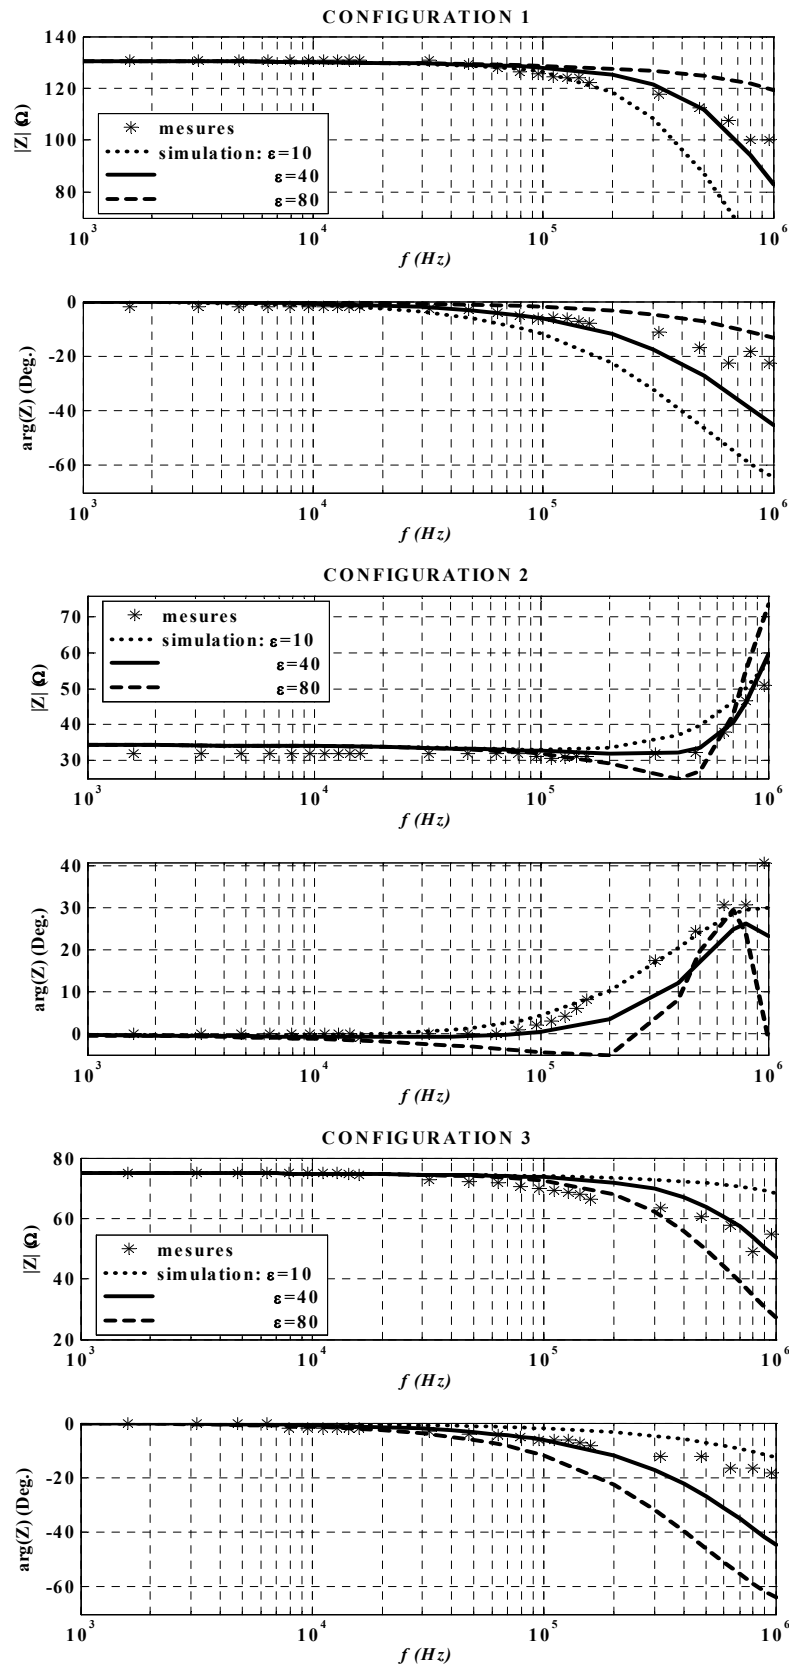 CONFIGURATION 1
|Z| (Ω)
140
120
100
80
mesures
simulation: ε=10
ε=40
ε=80
10³ 10⁴ 10⁵ 10⁶
f (Hz)
arg(Z) (Deg.)
0
-20
-40
-60
10³ 10⁴ 10⁵ 10⁶
f (Hz)
CONFIGURATION 2
|Z| (Ω)
70
60
50
40
30
mesures
simulation: ε=10
ε=40
ε=80
10³ 10⁴ 10⁵ 10⁶
f (Hz)
arg(Z) (Deg.)
40
30
20
10
0
10³ 10⁴ 10⁵ 10⁶
f (Hz)
CONFIGURATION 3
|Z| (Ω)
80
60
40
20
mesures
simulation: ε=10
ε=40
ε=80
10³ 10⁴ 10⁵ 10⁶
f (Hz)
arg(Z) (Deg.)
0
-20
-40
-60
10³ 10⁴ 10⁵ 10⁶
f (Hz)